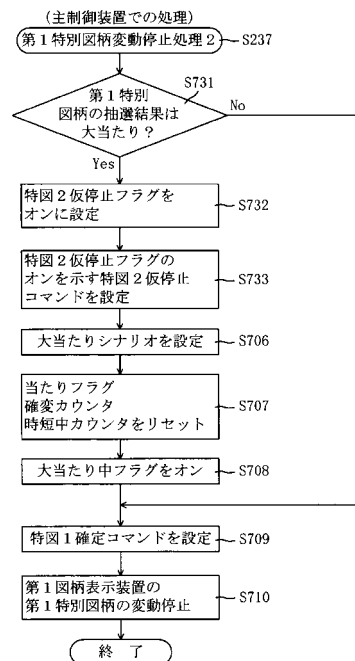 (主制御装置での処理)
第1特別図柄変動停止処理2
S237
S731
第1特別
図柄の抽選結果は
大当たり?
No
Yes
特図2仮停止フラグを
オンに設定
S732
特図2仮停止フラグの
オンを示す特図2仮停止
コマンドを設定
S733
大当たりシナリオを設定
S706
当たりフラグ
確変カウンタ
時短中カウンタをリセット
S707
大当たり中フラグをオン
S708
特図1確定コマンドを設定
S709
第1図柄表示装置の
第1特別図柄の変動停止
S710
終了